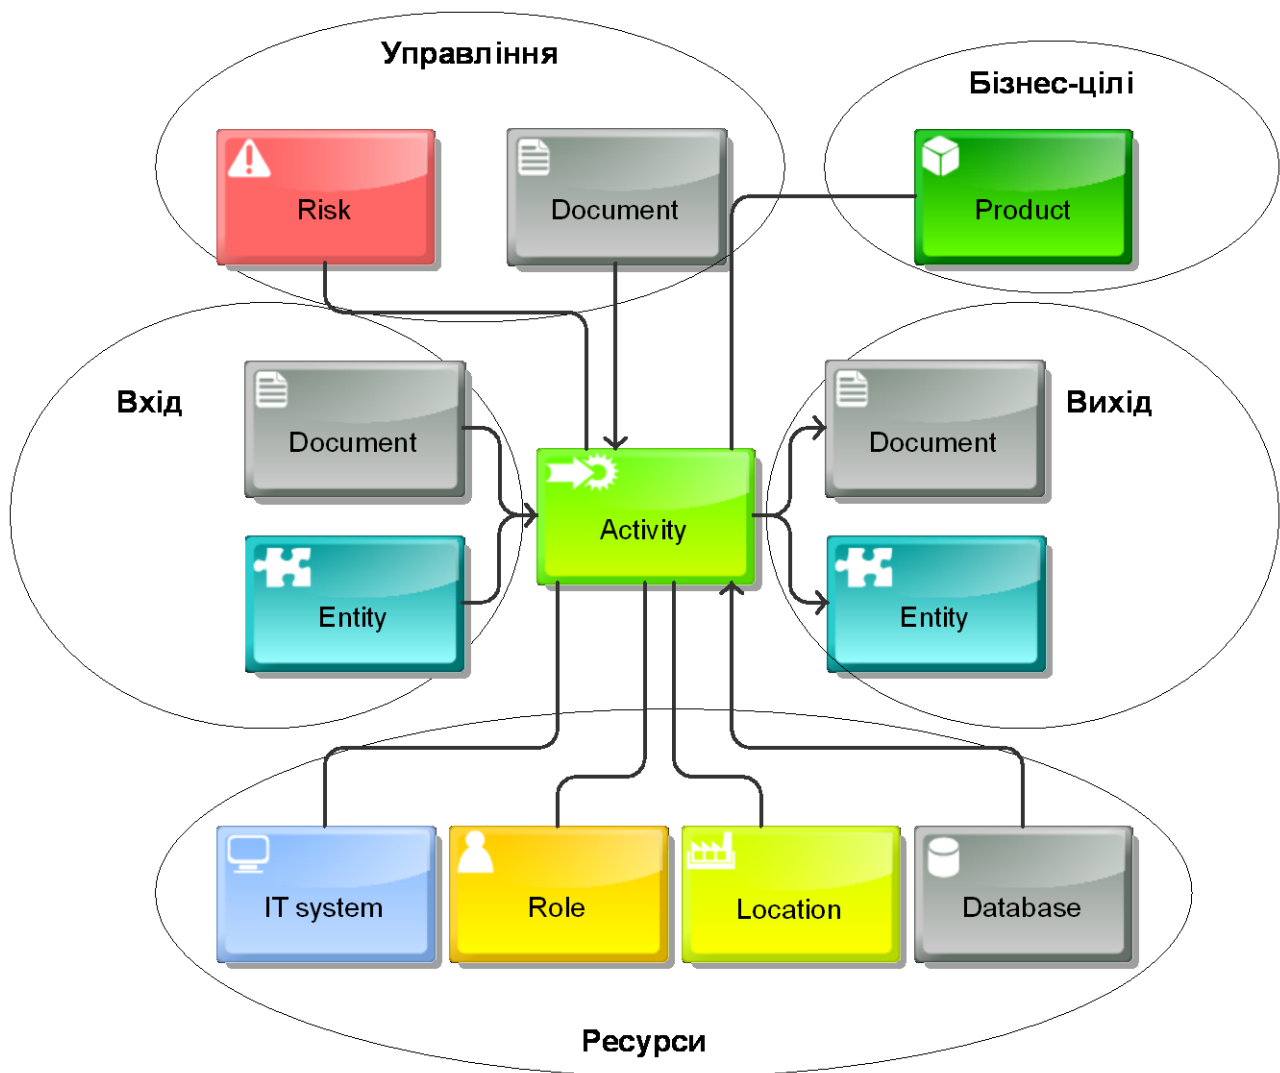 Управління
Бізнес-цілі
Risk
Document
Product
Вхід
Document
Вихід
Document
Activity
Entity
Entity
IT system
Role
Location
Database
Ресурси